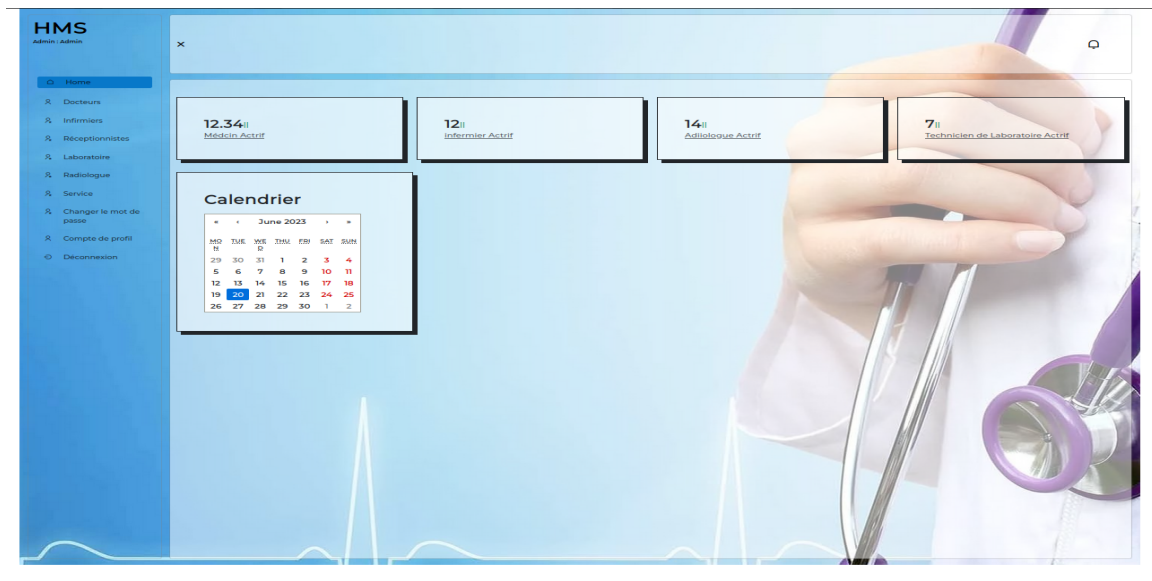 HMS
Admin : Admin
×
Home
Docteurs
Infirmiers
Réceptionnistes
Laboratoire
Radiologue
Service
Changer le mot de
passe
Compte de profil
Déconnexion
12.34
Médcin Actrif
12
infermier Actrif
14
Adiiologue Actrif
7
Technicien de Laboratoire Actrif
Calendrier
« ‹ June 2023 › »
MO TUE WE THU FRI SAT SUN
N D
29 30 31 1 2 3 4
5 6 7 8 9 10 11
12 13 14 15 16 17 18
19 20 21 22 23 24 25
26 27 28 29 30 1 2